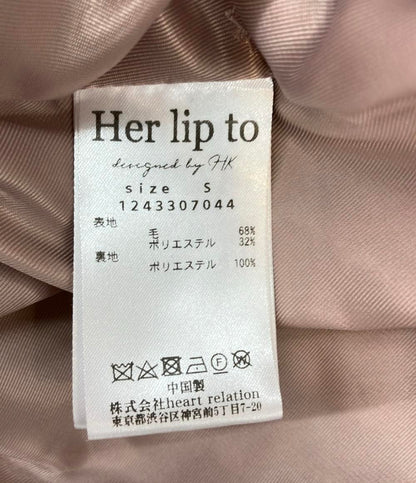 Her lip to
designed by HK
size S
1243307044
表地
毛 68%
ポリエステル 32%
裏地
ポリエステル 100%
中国製
株式会社heart relation
東京都渋谷区神宮前5丁目7-20